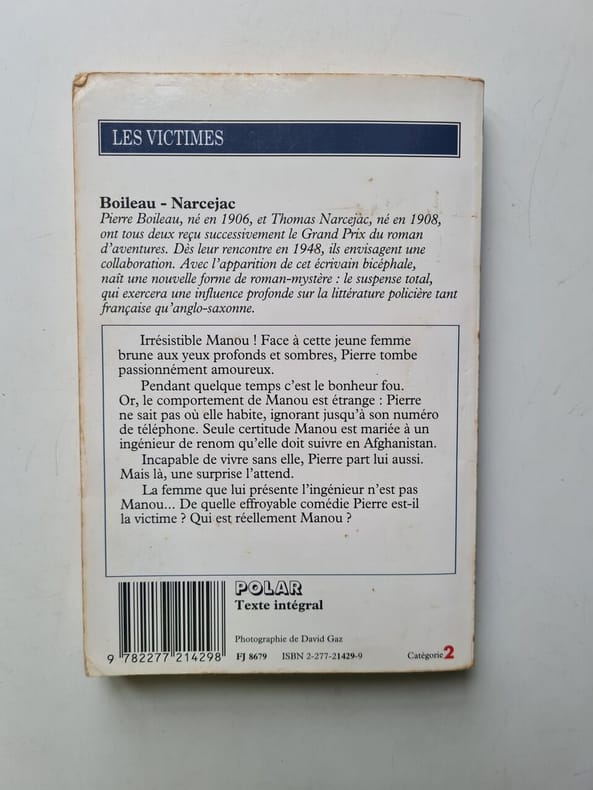 LES VICTIMES
Boileau - Narcejac
Pierre Boileau, né en 1906, et Thomas Narcejac, né en 1908,
ont tous deux reçu successivement le Grand Prix du roman
d'aventures. Dès leur rencontre en 1948, ils envisagent une
collaboration. Avec l'apparition de cet écrivain bicéphale,
naît une nouvelle forme de roman-mystère : le suspense total,
qui exercera une influence profonde sur la littérature policière tant
française qu'anglo-saxonne.
Irrésistible Manou ! Face à cette jeune femme
brune aux yeux profonds et sombres, Pierre tombe
passionnément amoureux.
Pendant quelque temps c'est le bonheur fou.
Or, le comportement de Manou est étrange : Pierre
ne sait pas où elle habite, ignorant jusqu'à son numéro
de téléphone. Seule certitude Manou est mariée à un
ingénieur de renom qu'elle doit suivre en Afghanistan.
Incapable de vivre sans elle, Pierre part lui aussi.
Mais là, une surprise l'attend.
La femme que lui présente l'ingénieur n'est pas
Manou... De quelle effroyable comédie Pierre est-il
la victime ? Qui est réellement Manou ?
POLAR
Texte intégral
Photographie de David Gaz
9 782277 214298
FJ 8679 ISBN 2-277-21429-9
Catégorie 2